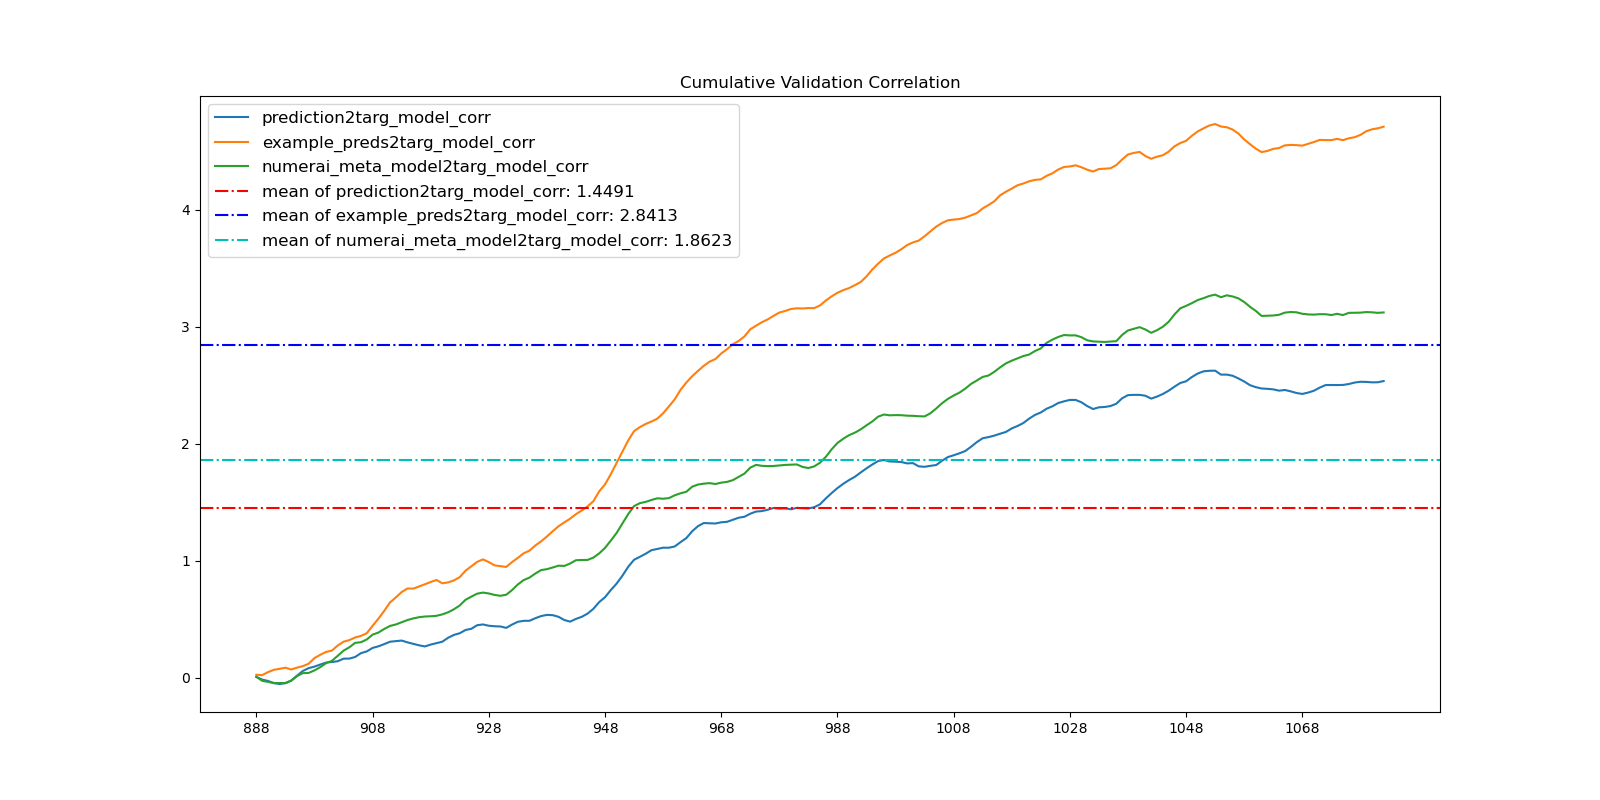 Cumulative Validation Correlation
prediction2targ_model_corr
example_preds2targ_model_corr
numerai_meta_model2targ_model_corr
mean of prediction2targ_model_corr: 1.4491
mean of example_preds2targ_model_corr: 2.8413
mean of numerai_meta_model2targ_model_corr: 1.8623
4
3
2
1
0
888 908 928 948 968 988 1008 1028 1048 1068